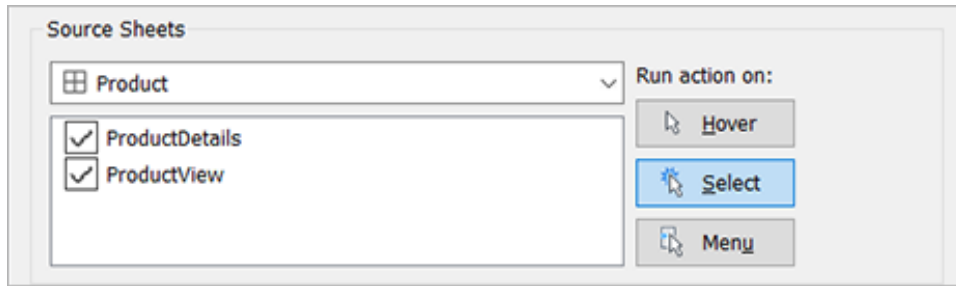 Source Sheets
Product
Run action on:
ProductDetails
ProductView
Hover
Select
Menu